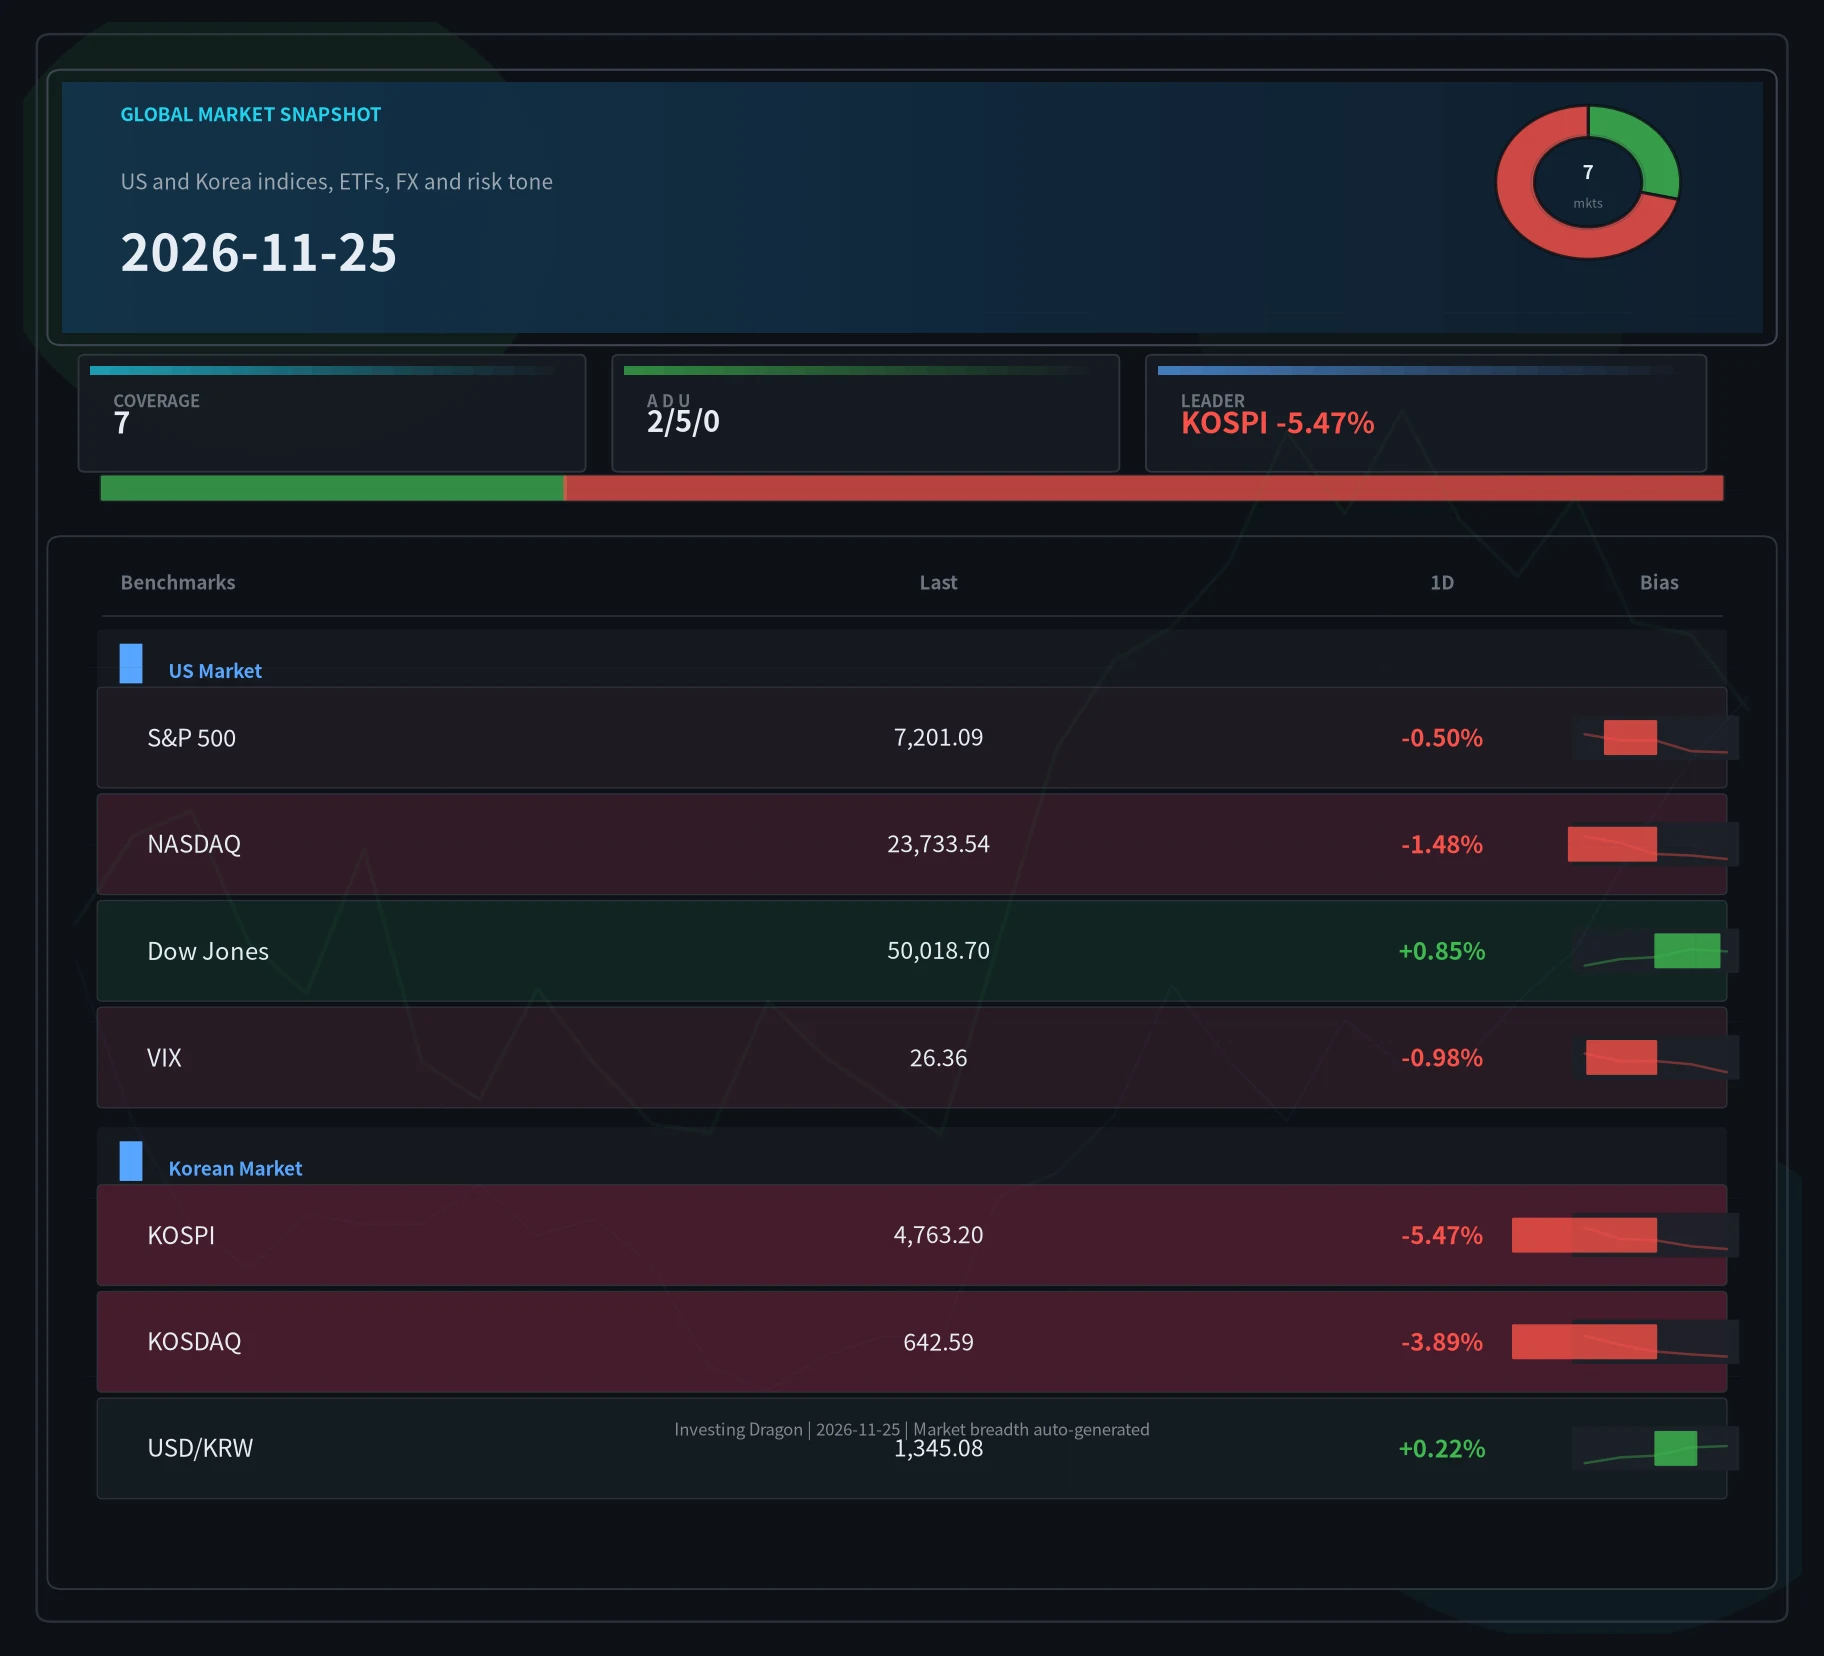 GLOBAL MARKET SNAPSHOT
US and Korea indices, ETFs, FX and risk tone
2026-11-25
7
mkts
COVERAGE
7
A D U
2/5/0
LEADER
KOSPI -5.47%
Benchmarks Last 1D Bias
US Market
S&P 500 7,201.09 -0.50%
NASDAQ 23,733.54 -1.48%
Dow Jones 50,018.70 +0.85%
VIX 26.36 -0.98%
Korean Market
KOSPI 4,763.20 -5.47%
KOSDAQ 642.59 -3.89%
Investing Dragon | 2026-11-25 | Market breadth auto-generated
USD/KRW 1,345.08 +0.22%